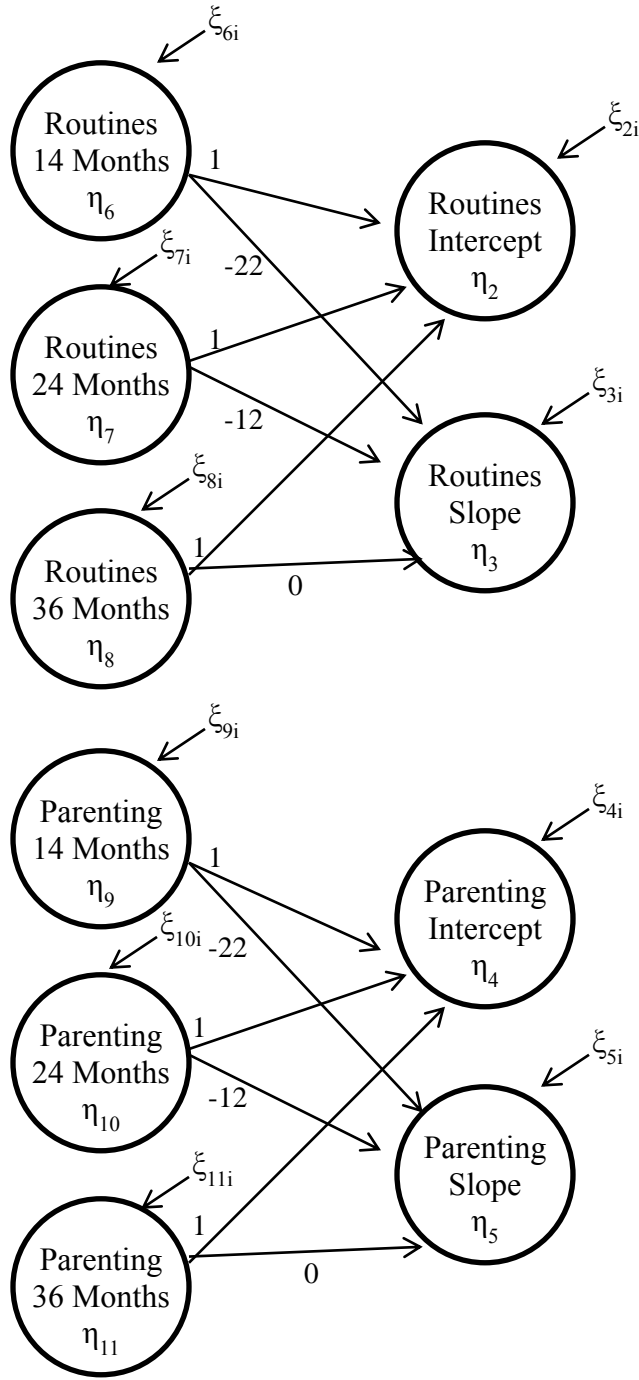 ξ6i
Routines
14 Months
η6
1
-22
ξ2i
Routines
Intercept
η2
ξ7i
Routines
24 Months
η7
1
-12
ξ3i
Routines
Slope
η3
ξ8i
Routines
36 Months
η8
1
0
ξ9i
Parenting
14 Months
η9
1
-22
ξ4i
Parenting
Intercept
η4
ξ10i
Parenting
24 Months
η10
1
-12
ξ5i
Parenting
Slope
η5
ξ11i
Parenting
36 Months
η11
1
0